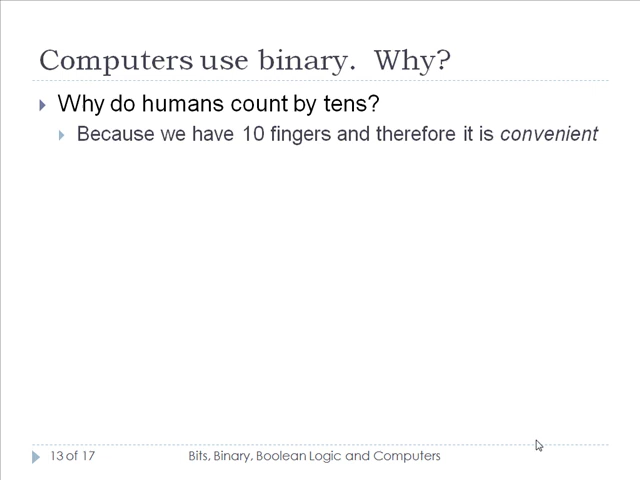 Computers use binary.  Why?
Why do humans count by tens?
Because we have 10 fingers and therefore it is convenient
13 of 17
Bits, Binary, Boolean Logic and Computers